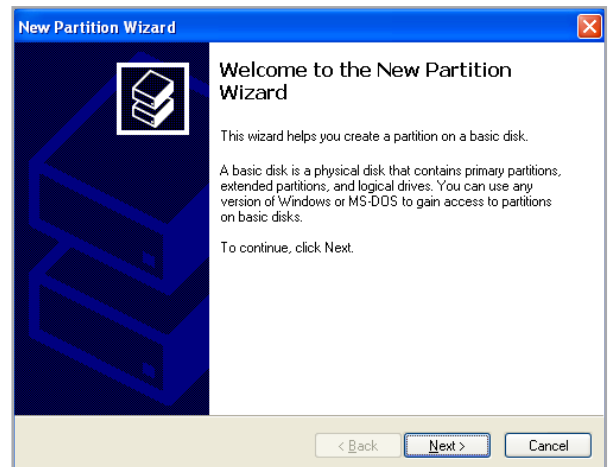 New Partition Wizard
Welcome to the New Partition
Wizard
This wizard helps you create a partition on a basic disk.
A basic disk is a physical disk that contains primary partitions,
extended partitions, and logical drives. You can use any
version of Windows or MS-DOS to gain access to partitions
on basic disks.
To continue, click Next.
< Back
Next >
Cancel